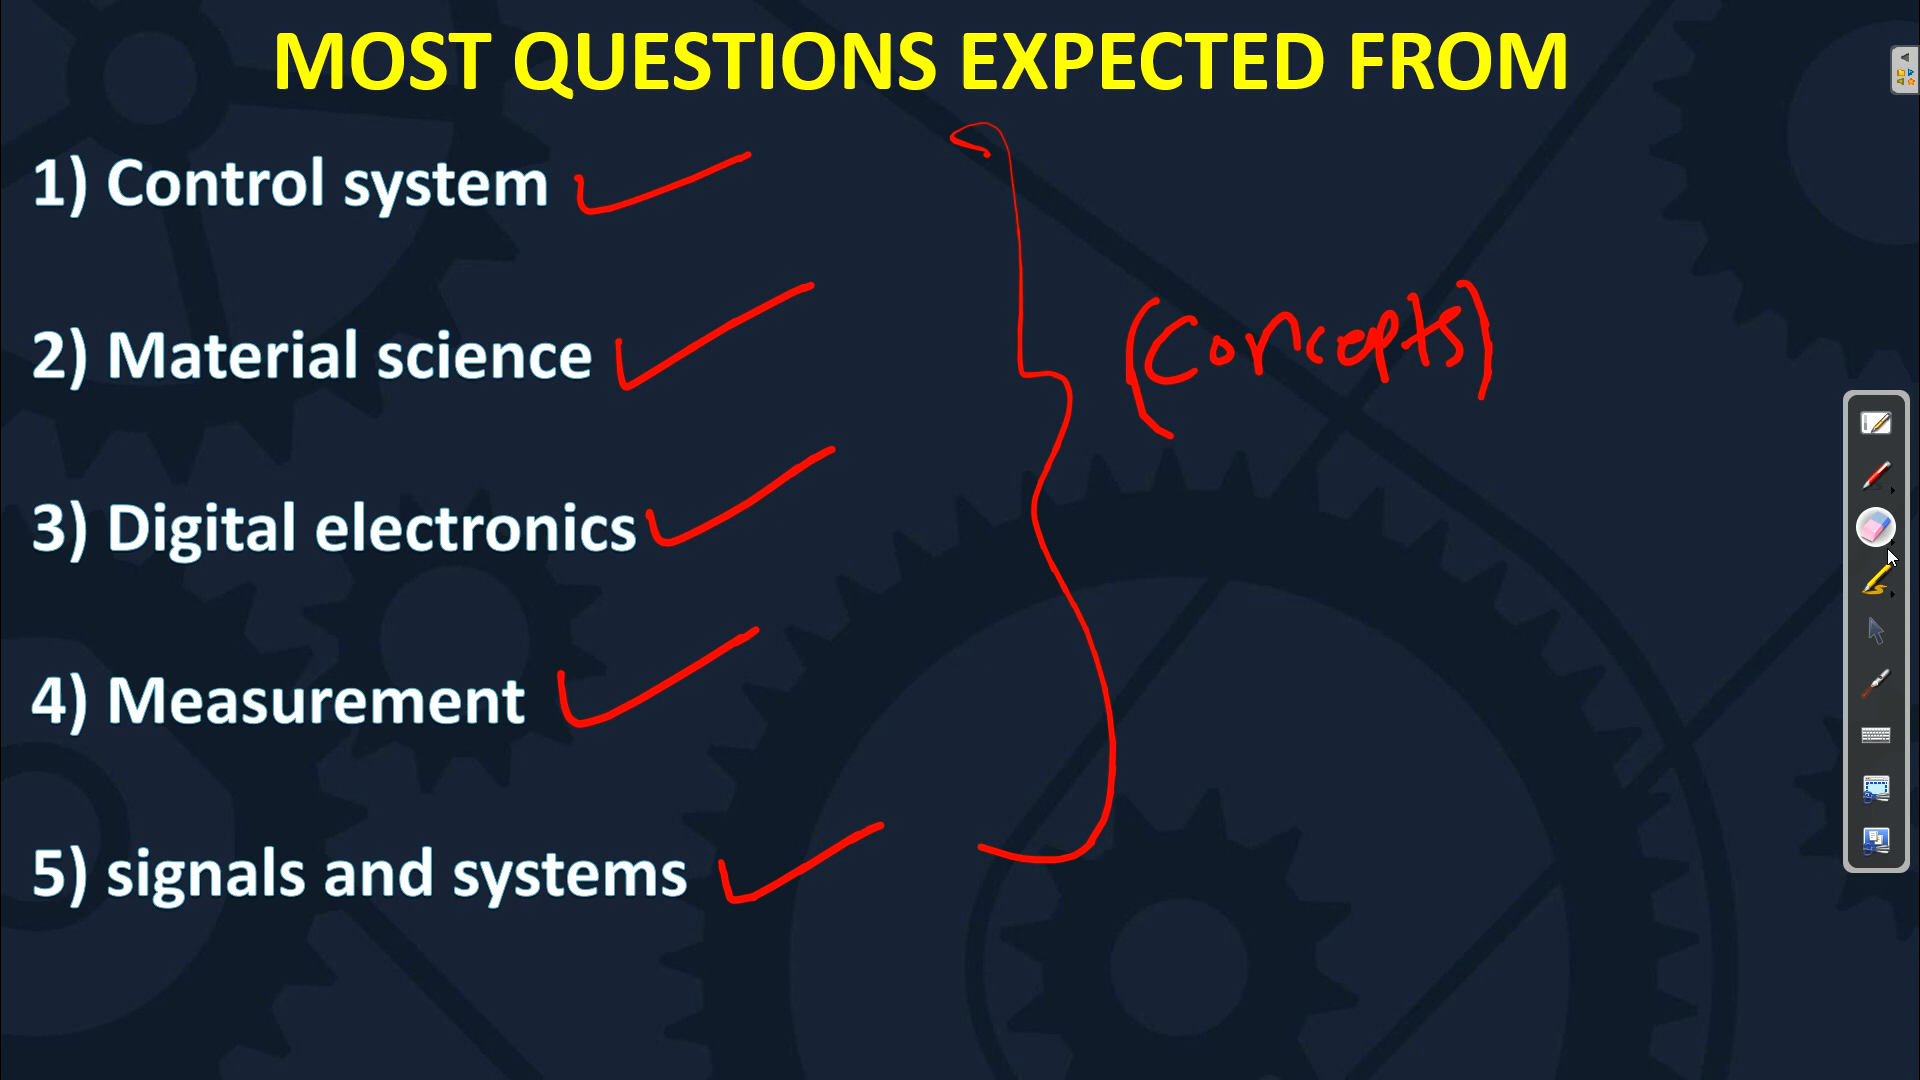 MOST QUESTIONS EXPECTED FROM
1) Control system
2) Material science
(Concepts)
3) Digital electronics
4) Measurement
5) signals and systems